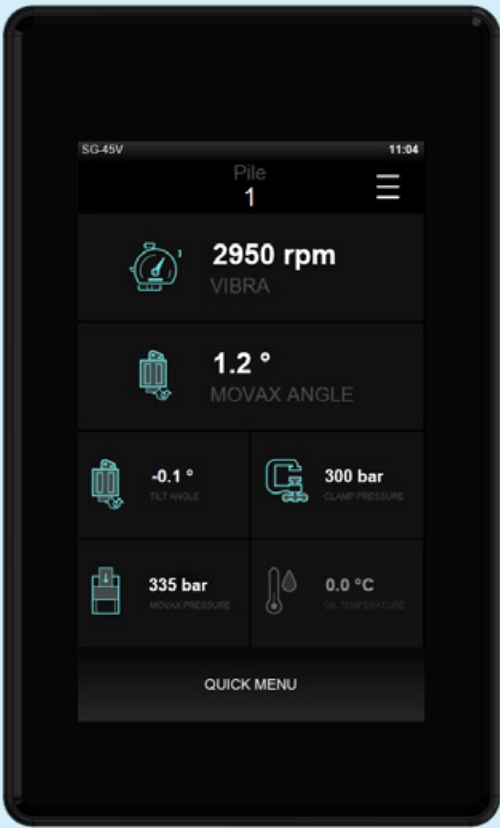 SG-45V 11:04
Pile
1
2950 rpm
VIBRA
1.2 °
MOVAX ANGLE
-0.1 ° 300 bar
TILT ANGLE CLAMP PRESSURE
335 bar 0.0 °C
MOVAX PRESSURE OIL TEMPERATURE
QUICK MENU